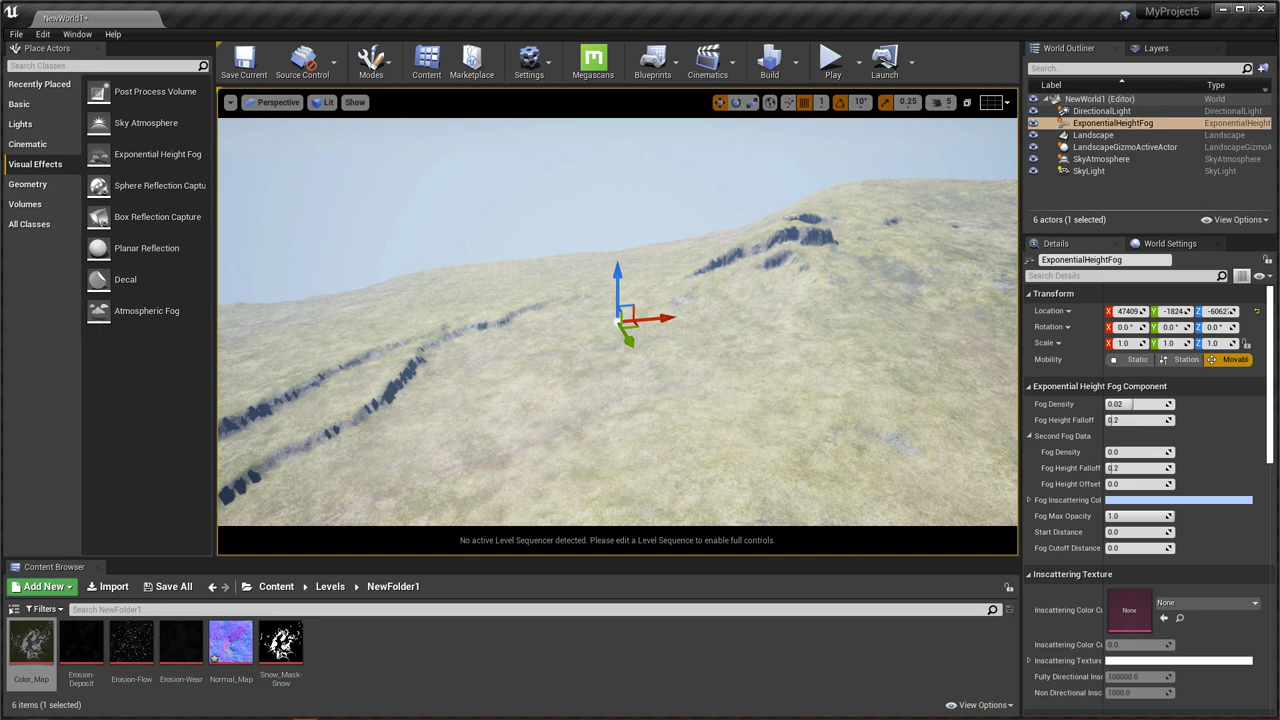 NewWorld1*
MyProject5
File Edit Window Help
Place Actors
Search Classes
Recently Placed
Basic
Lights
Cinematic
Visual Effects
Geometry
Volumes
All Classes
Post Process Volume
Sky Atmosphere
Exponential Height Fog
Sphere Reflection Captu
Box Reflection Capture
Planar Reflection
Decal
Atmospheric Fog
Save Current Source Control Modes Content Marketplace Settings Megascans Blueprints Cinematics Build Play Launch
Perspective Lit Show 1 10° 0.25 5
No active Level Sequencer detected. Please edit a Level Sequence to enable full controls.
World Outliner Layers
Search...
Label Type
NewWorld1 (Editor) World
DirectionalLight DirectionalLight
ExponentialHeightFog ExponentialHeight
Landscape Landscape
LandscapeGizmoActiveActor LandscapeGizmoA
SkyAtmosphere SkyAtmosphere
SkyLight SkyLight
6 actors (1 selected) View Options
Details World Settings
ExponentialHeightFog
Search Details
Transform
Location X 47409 Y -1824 Z -6062
Rotation X 0.0 ° Y 0.0 ° Z 0.0 °
Scale X 1.0 Y 1.0 Z 1.0
Mobility Static Station Movabl
Exponential Height Fog Component
Fog Density 0.02
Fog Height Falloff 0.2
Second Fog Data
Fog Density 0.0
Fog Height Falloff 0.2
Fog Height Offset 0.0
Fog Inscattering Col
Fog Max Opacity 1.0
Start Distance 0.0
Fog Cutoff Distance 0.0
Inscattering Texture
Inscattering Color Cu None None
Inscattering Color Cu 0.0
Inscattering Texture
Fully Directional Insc 100000.0
Non Directional Insc 1000.0
Content Browser
Add New Import Save All Content Levels NewFolder1
Filters Search NewFolder1
Color_Map
Erosion-
Deposit
Erosion-Flow
Erosion-Wear
Normal_Map
Snow_Mask-
Snow
6 items (1 selected) View Options